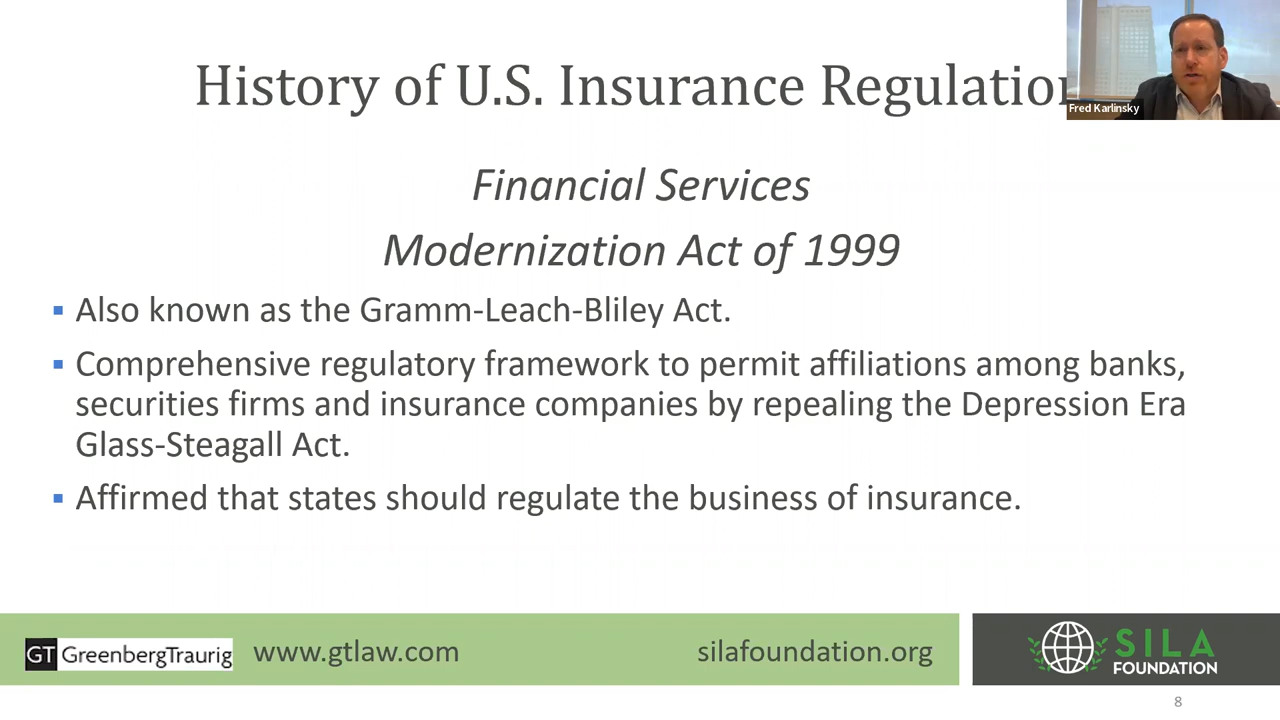 History of U.S. Insurance Regulation
Fred Karlinsky
Financial Services
Modernization Act of 1999
Also known as the Gramm-Leach-Bliley Act.
Comprehensive regulatory framework to permit affiliations among banks,
securities firms and insurance companies by repealing the Depression Era
Glass-Steagall Act.
Affirmed that states should regulate the business of insurance.
GT GreenbergTraurig www.gtlaw.com silafoundation.org
SILA
FOUNDATION
8